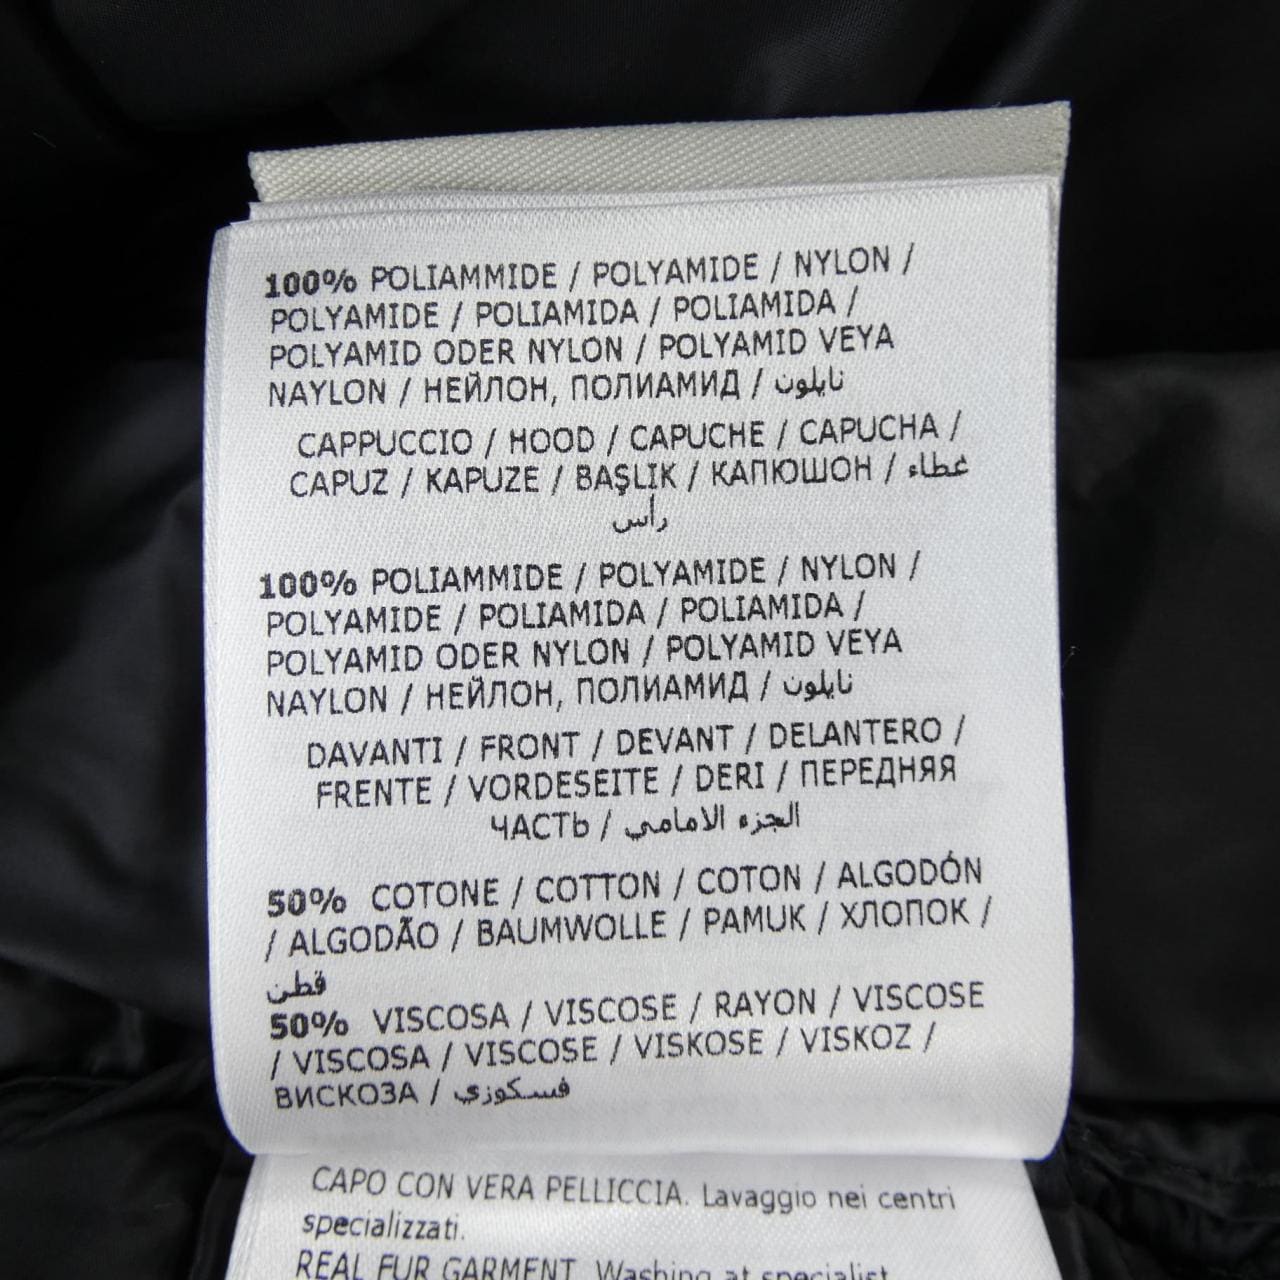 100% POLIAMMIDE / POLYAMIDE / NYLON /
POLYAMIDE / POLIAMIDA / POLIAMIDA /
POLYAMID ODER NYLON / POLYAMID VEYA
NAYLON / НЕЙЛОН, ПОЛИАМИД / نايلون
CAPPUCCIO / HOOD / CAPUCHE / CAPUCHA /
CAPUZ / KAPUZE / BAŞLIK / КАПЮШОН / غطاء
رأس
100% POLIAMMIDE / POLYAMIDE / NYLON /
POLYAMIDE / POLIAMIDA / POLIAMIDA /
POLYAMID ODER NYLON / POLYAMID VEYA
NAYLON / НЕЙЛОН, ПОЛИАМИД / نايلون
DAVANTI / FRONT / DEVANT / DELANTERO /
FRENTE / VORDESEITE / DERI / ПЕРЕДНЯЯ
ЧАСТЬ / الجزء الامامي
50% COTONE / COTTON / COTON / ALGODÓN
/ ALGODÃO / BAUMWOLLE / PAMUK / ХЛОПОК /
قطن
50% VISCOSA / VISCOSE / RAYON / VISCOSE
/ VISCOSA / VISCOSE / VISKOSE / VISKOZ /
ВИСКОЗА / فسكوزي
CAPO CON VERA PELLICCIA. Lavaggio nei centri
specializzati.
REAL FUR GARMENT. Washing at specialist